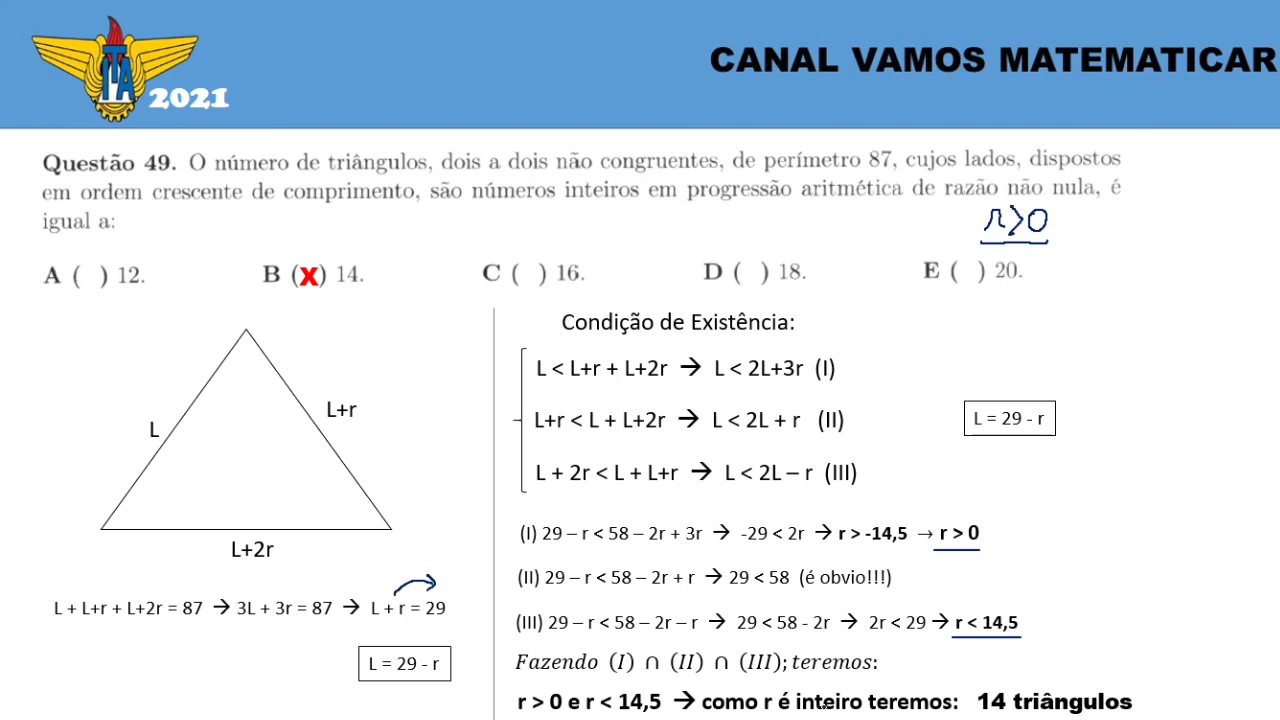 ITA
2021
CANAL VAMOS MATEMATICAR
Questão 49. O número de triângulos, dois a dois não congruentes, de perímetro 87, cujos lados, dispostos
em ordem crescente de comprimento, são números inteiros em progressão aritmética de razão não nula, é
igual a:
r>0
A ( ) 12. B (X) 14. C ( ) 16. D ( ) 18. E ( ) 20.
L
L+r
L+2r
L + L+r + L+2r = 87 → 3L + 3r = 87 → L + r = 29
L = 29 - r
Condição de Existência:
L < L+r + L+2r → L < 2L+3r (I)
L+r < L + L+2r → L < 2L + r (II)
L = 29 - r
L + 2r < L + L+r → L < 2L – r (III)
(I) 29 – r < 58 – 2r + 3r → -29 < 2r → r > -14,5 → r > 0
(II) 29 – r < 58 – 2r + r → 29 < 58 (é obvio!!!)
(III) 29 – r < 58 – 2r – r → 29 < 58 - 2r → 2r < 29 → r < 14,5
Fazendo (I) ∩ (II) ∩ (III); teremos:
r > 0 e r < 14,5 → como r é inteiro teremos: 14 triângulos